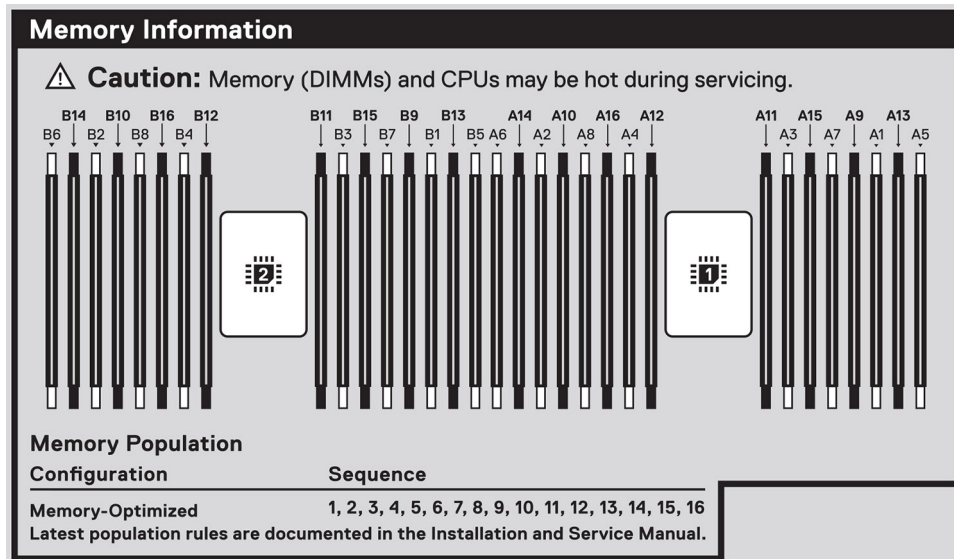 Memory Information
Caution: Memory (DIMMs) and CPUs may be hot during servicing.
B14 B10 B16 B12 B11 B15 B9 B13 A14 A10 A16 A12 A11 A15 A9 A13
B6 B2 B8 B4 B3 B7 B1 B5 A6 A2 A8 A4 A3 A7 A1 A5
2 1
Memory Population
Configuration Sequence
Memory-Optimized 1, 2, 3, 4, 5, 6, 7, 8, 9, 10, 11, 12, 13, 14, 15, 16
Latest population rules are documented in the Installation and Service Manual.